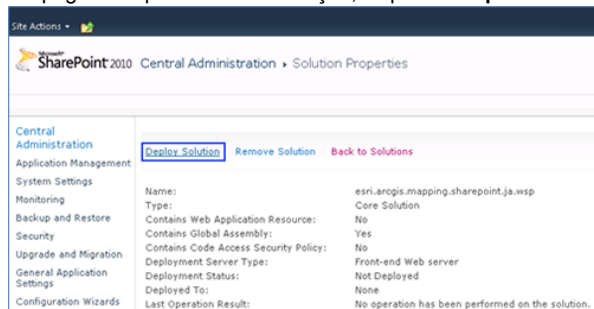 Site Actions
Microsoft
SharePoint 2010 Central Administration Solution Properties
Central
Administration
Application Management
System Settings
Monitoring
Backup and Restore
Security
Upgrade and Migration
General Application
Settings
Configuration Wizards
Deploy Solution Remove Solution Back to Solutions
Name: esri.arcgis.mapping.sharepoint.ja.wsp
Type: Core Solution
Contains Web Application Resource: No
Contains Global Assembly: Yes
Contains Code Access Security Policy: No
Deployment Server Type: Front-end Web server
Deployment Status: Not Deployed
Deployed To: None
Last Operation Result: No operation has been performed on the solution.